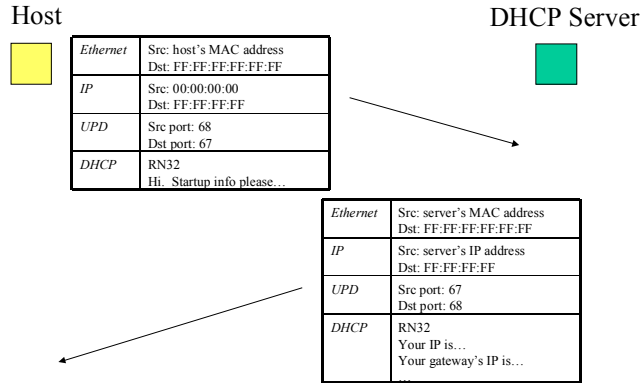 Host
DHCP Server
Ethernet
Src: host's MAC address
Dst: FF:FF:FF:FF:FF:FF
IP
Src: 00:00:00:00
Dst: FF:FF:FF:FF
UPD
Src port: 68
Dst port: 67
DHCP
RN32
Hi. Startup info please…
Ethernet
Src: server's MAC address
Dst: FF:FF:FF:FF:FF:FF
IP
Src: server's IP address
Dst: FF:FF:FF:FF
UPD
Src port: 67
Dst port: 68
DHCP
RN32
Your IP is…
Your gateway's IP is…
…